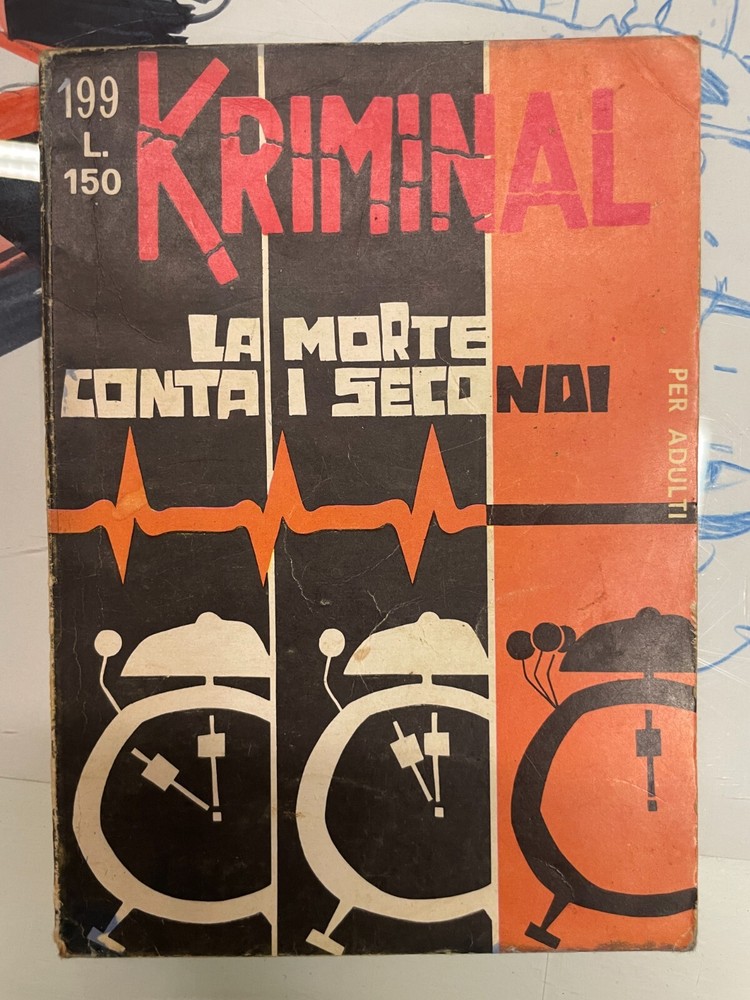 199
L.
150
KRIMINAL
LA MORTE
CONTA I SECONDI
PER ADULTI